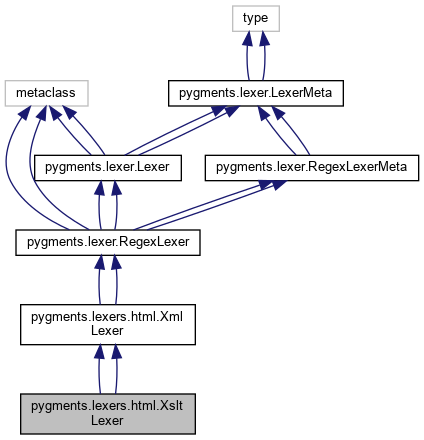 type
metaclass
pygments.lexer.LexerMeta
pygments.lexer.Lexer
pygments.lexer.RegexLexerMeta
pygments.lexer.RegexLexer
pygments.lexers.html.Xml
Lexer
pygments.lexers.html.Xslt
Lexer